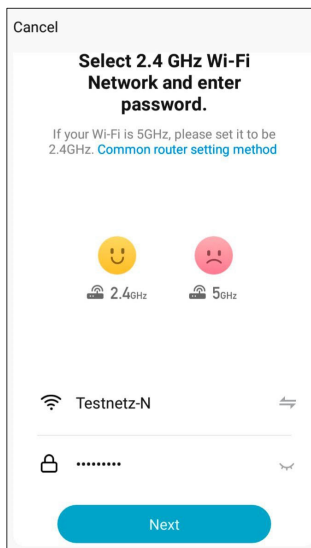 Cancel
Select 2.4 GHz Wi-Fi
Network and enter
password.
If your Wi-Fi is 5GHz, please set it to be
2.4GHz. Common router setting method
2.4GHz 5GHz
Testnetz-N
•••••••••
Next